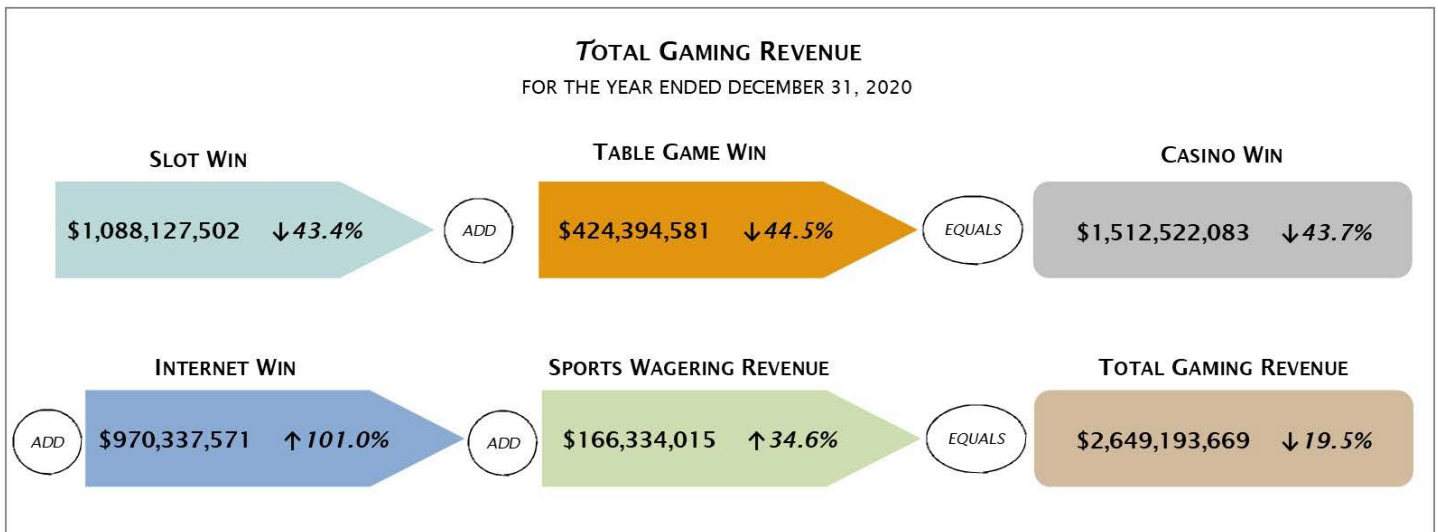 TOTAL GAMING REVENUE
FOR THE YEAR ENDED DECEMBER 31, 2020
SLOT WIN
TABLE GAME WIN
CASINO WIN
$1,088,127,502 ↓43.4%
ADD
$424,394,581 ↓44.5%
EQUALS
$1,512,522,083 ↓43.7%
INTERNET WIN
SPORTS WAGERING REVENUE
TOTAL GAMING REVENUE
ADD
$970,337,571 ↑101.0%
ADD
$166,334,015 ↑34.6%
EQUALS
$2,649,193,669 ↓19.5%